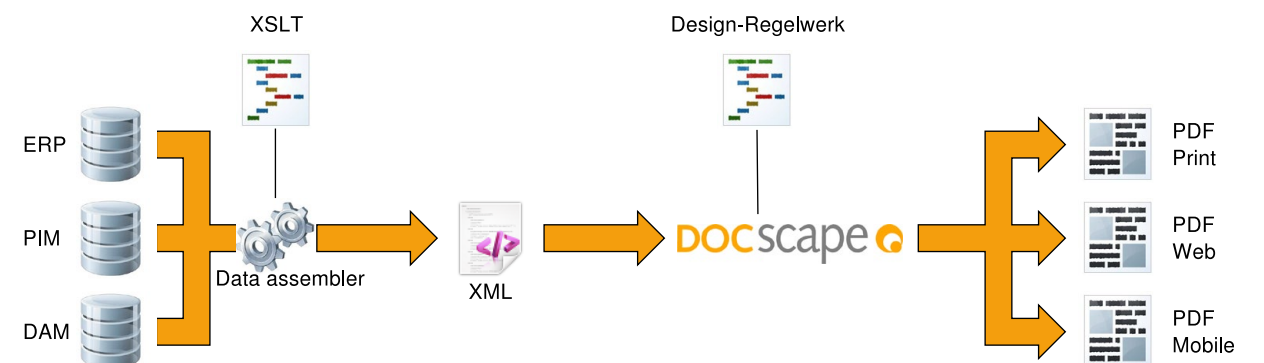 XSLT
Design-Regelwerk
ERP
PIM
DAM
Data assembler
</>
XML
DOCscape
PDF
Print
PDF
Web
PDF
Mobile